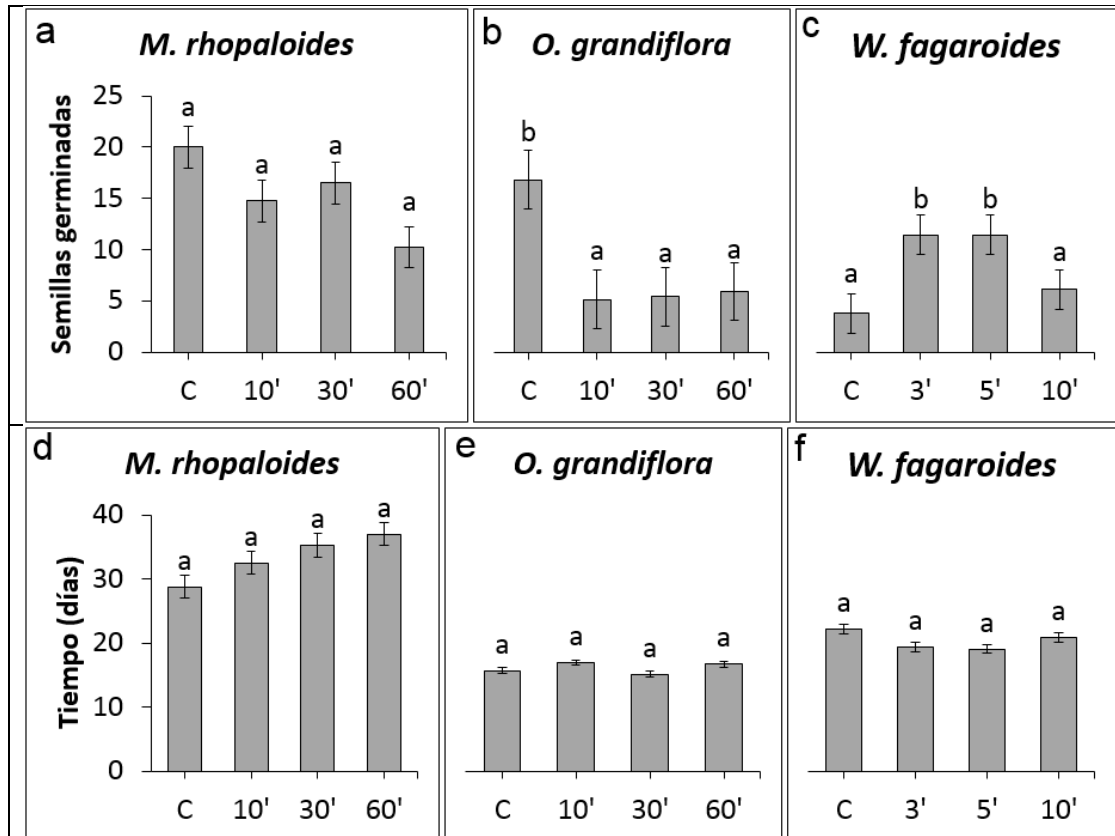 a
M. rhopaloides
Semillas germinadas
25
20
15
10
5
0
a
a
a
a
C 10' 30' 60'
b
O. grandiflora
b
a
a
a
C 10' 30' 60'
c
W. fagaroides
a
b
b
a
C 3' 5' 10'
d
M. rhopaloides
Tiempo (días)
40
30
20
10
0
a
a
a
a
C 10' 30' 60'
e
O. grandiflora
a
a
a
a
C 10' 30' 60'
f
W. fagaroides
a
a
a
a
C 3' 5' 10'